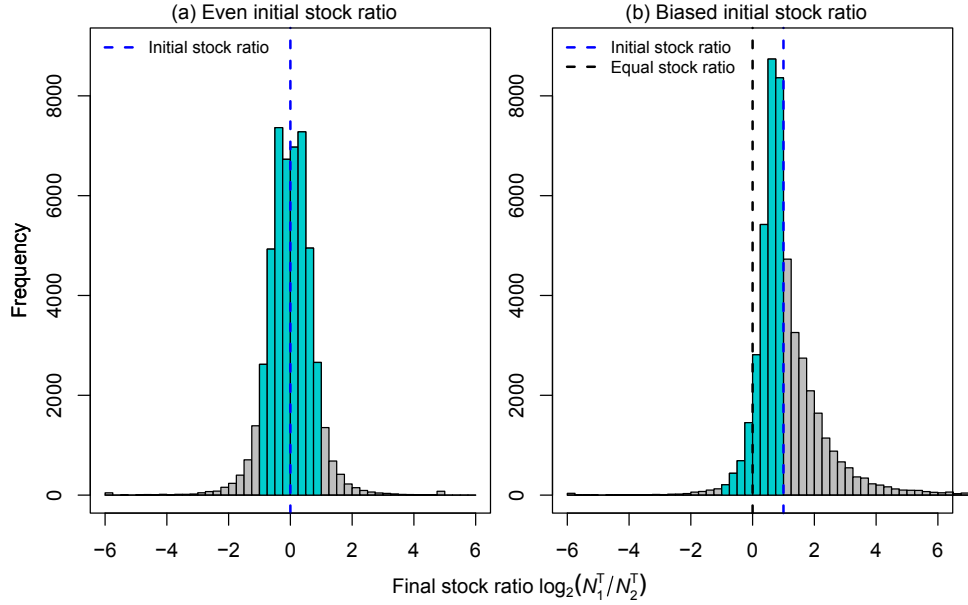 (a) Even initial stock ratio
(b) Biased initial stock ratio
Initial stock ratio
Initial stock ratio
Equal stock ratio
Frequency
0 2000 4000 6000 8000
0 2000 4000 6000 8000
−6 −4 −2 0 2 4 6
−6 −4 −2 0 2 4 6
Final stock ratio log₂(N₁ᵀ/N₂ᵀ)